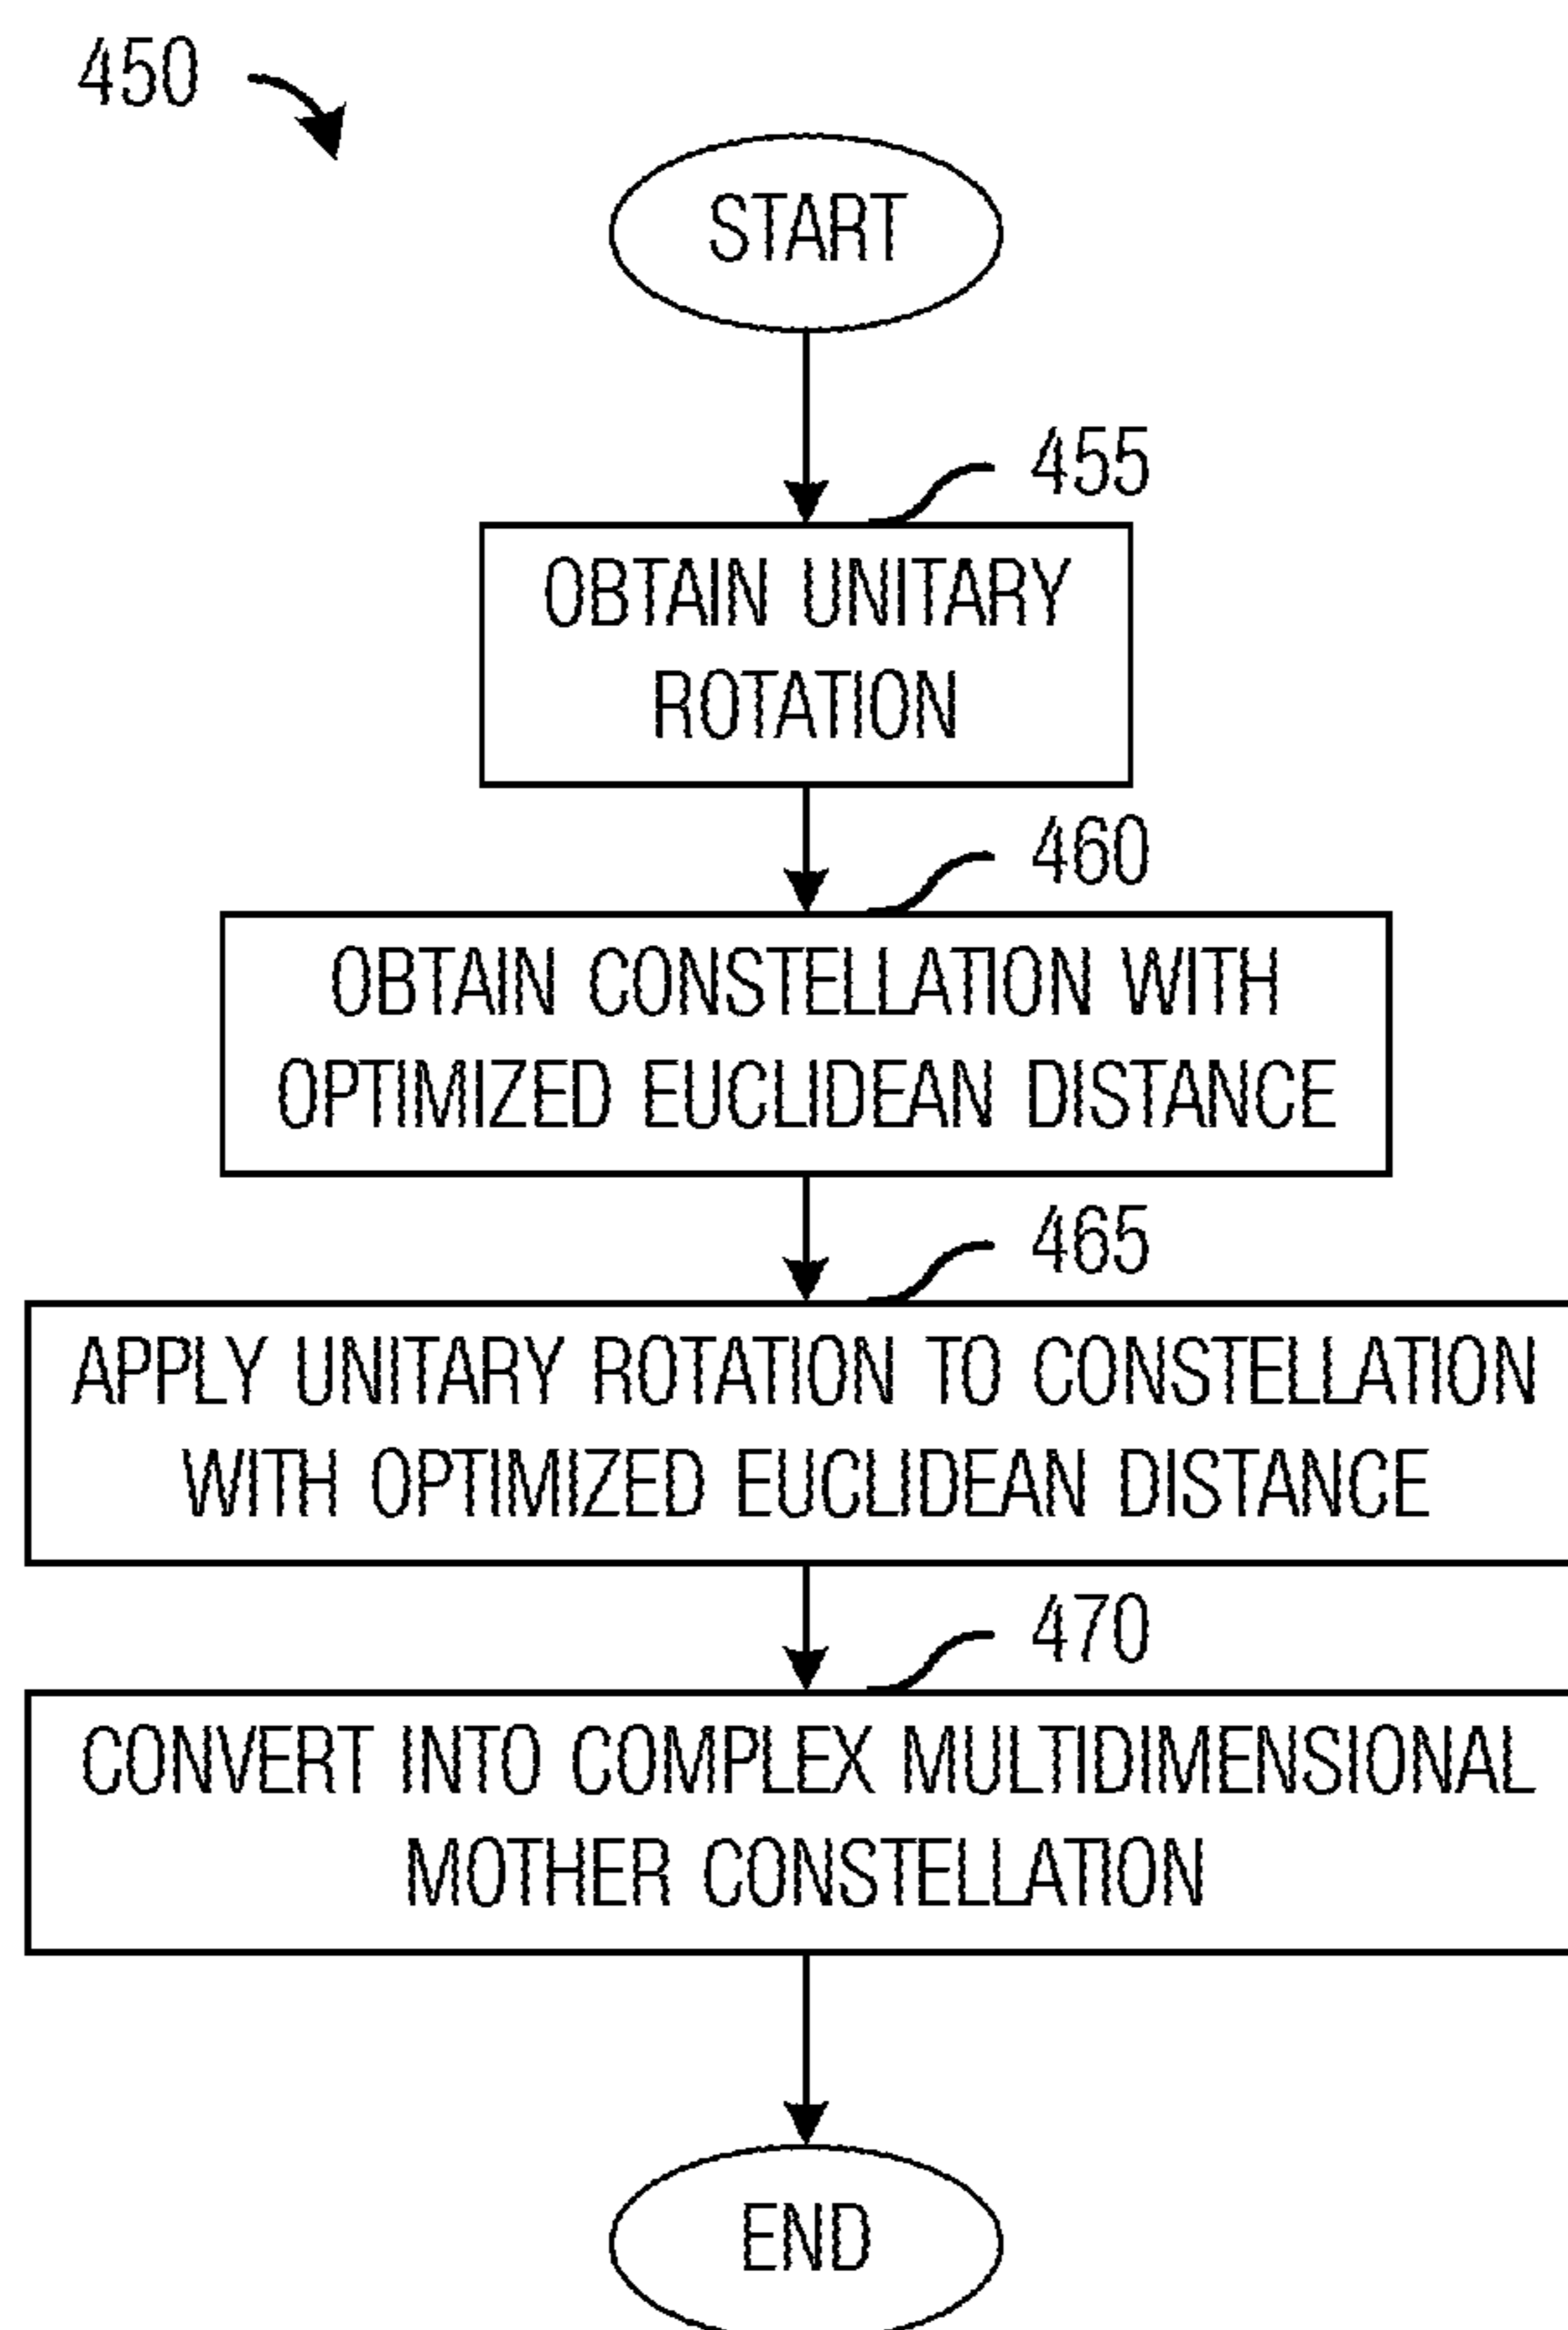 450
START
455
OBTAIN UNITARY
ROTATION
460
OBTAIN CONSTELLATION WITH
OPTIMIZED EUCLIDEAN DISTANCE
465
APPLY UNITARY ROTATION TO CONSTELLATION
WITH OPTIMIZED EUCLIDEAN DISTANCE
470
CONVERT INTO COMPLEX MULTIDIMENSIONAL
MOTHER CONSTELLATION
END